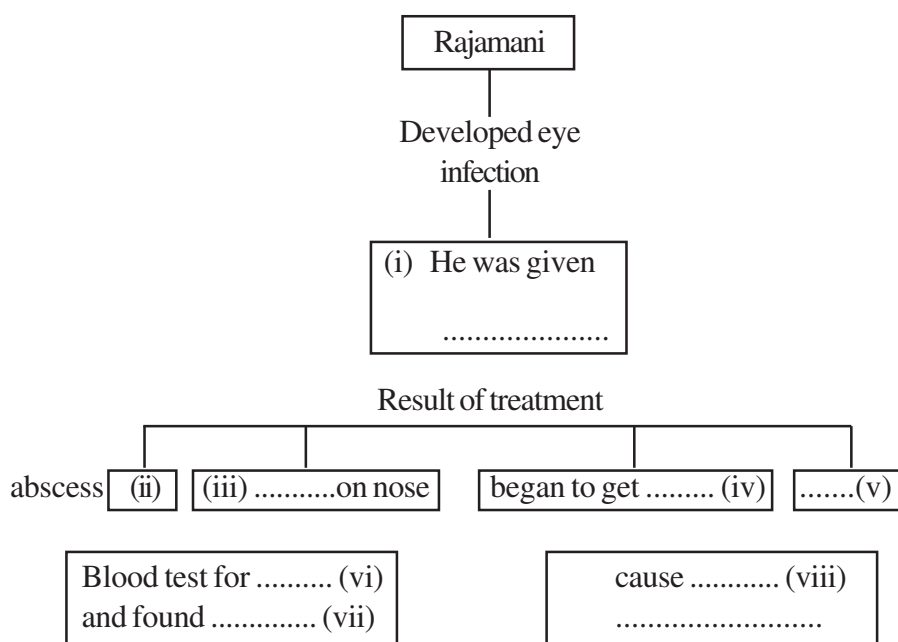 Rajamani
Developed eye
infection
(i) He was given
.....................
Result of treatment
abscess (ii) (iii) ...........on nose began to get ......... (iv) .......(v)
Blood test for .......... (vi)
and found .............. (vii)
cause ............ (viii)
..........................